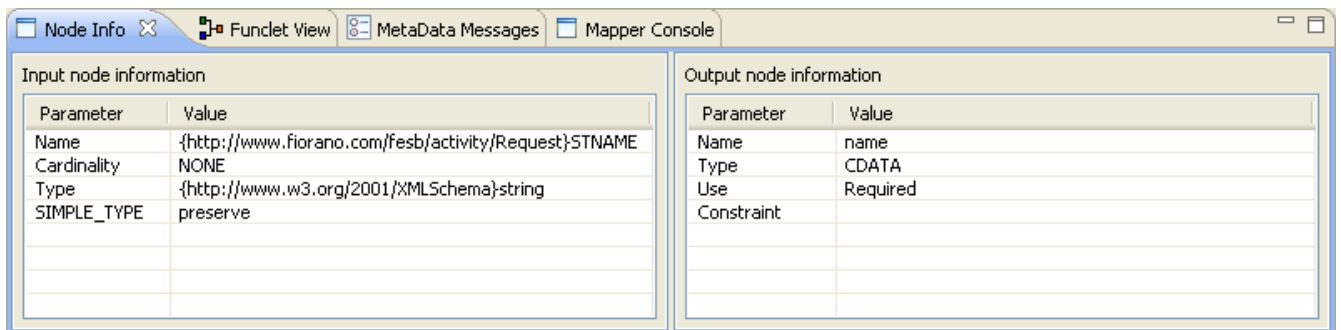 Node Info Funclet View MetaData Messages Mapper Console
Input node information
Parameter Value
Name {http://www.fiorano.com/fesb/activity/Request}STNAME
Cardinality NONE
Type {http://www.w3.org/2001/XMLSchema}string
SIMPLE_TYPE preserve
Output node information
Parameter Value
Name name
Type CDATA
Use Required
Constraint